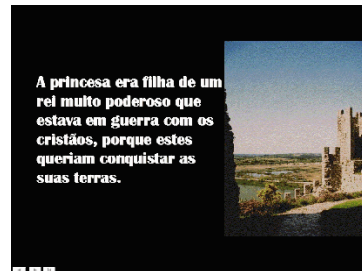 A princesa era filha de um
rei muito poderoso que
estava em guerra com os
cristãos, porque estes
queriam conquistar as
suas terras.